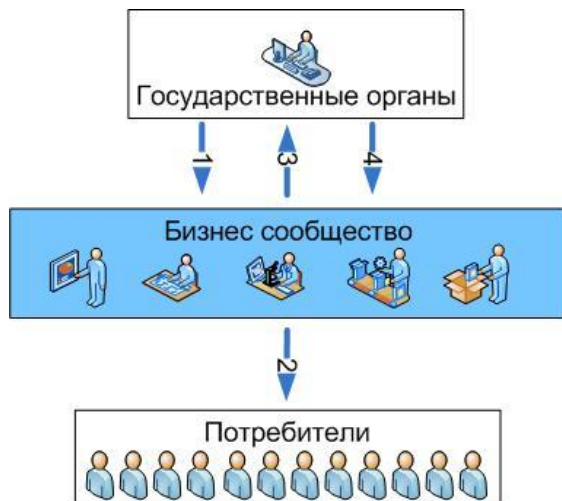 Государственные органы
1 3 4
Бизнес сообщество
2
Потребители